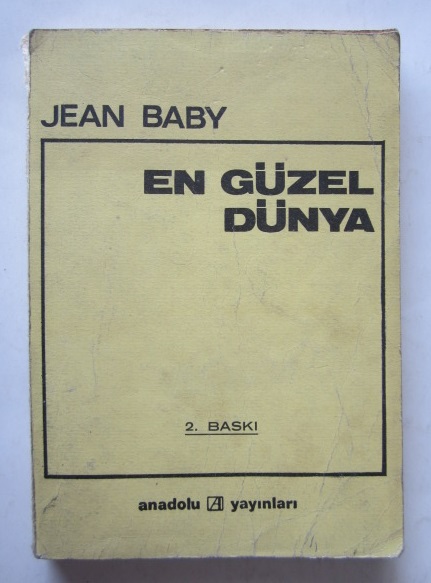 JEAN BABY
EN GÜZEL
DÜNYA
2. BASKI
anadolu A yayınları